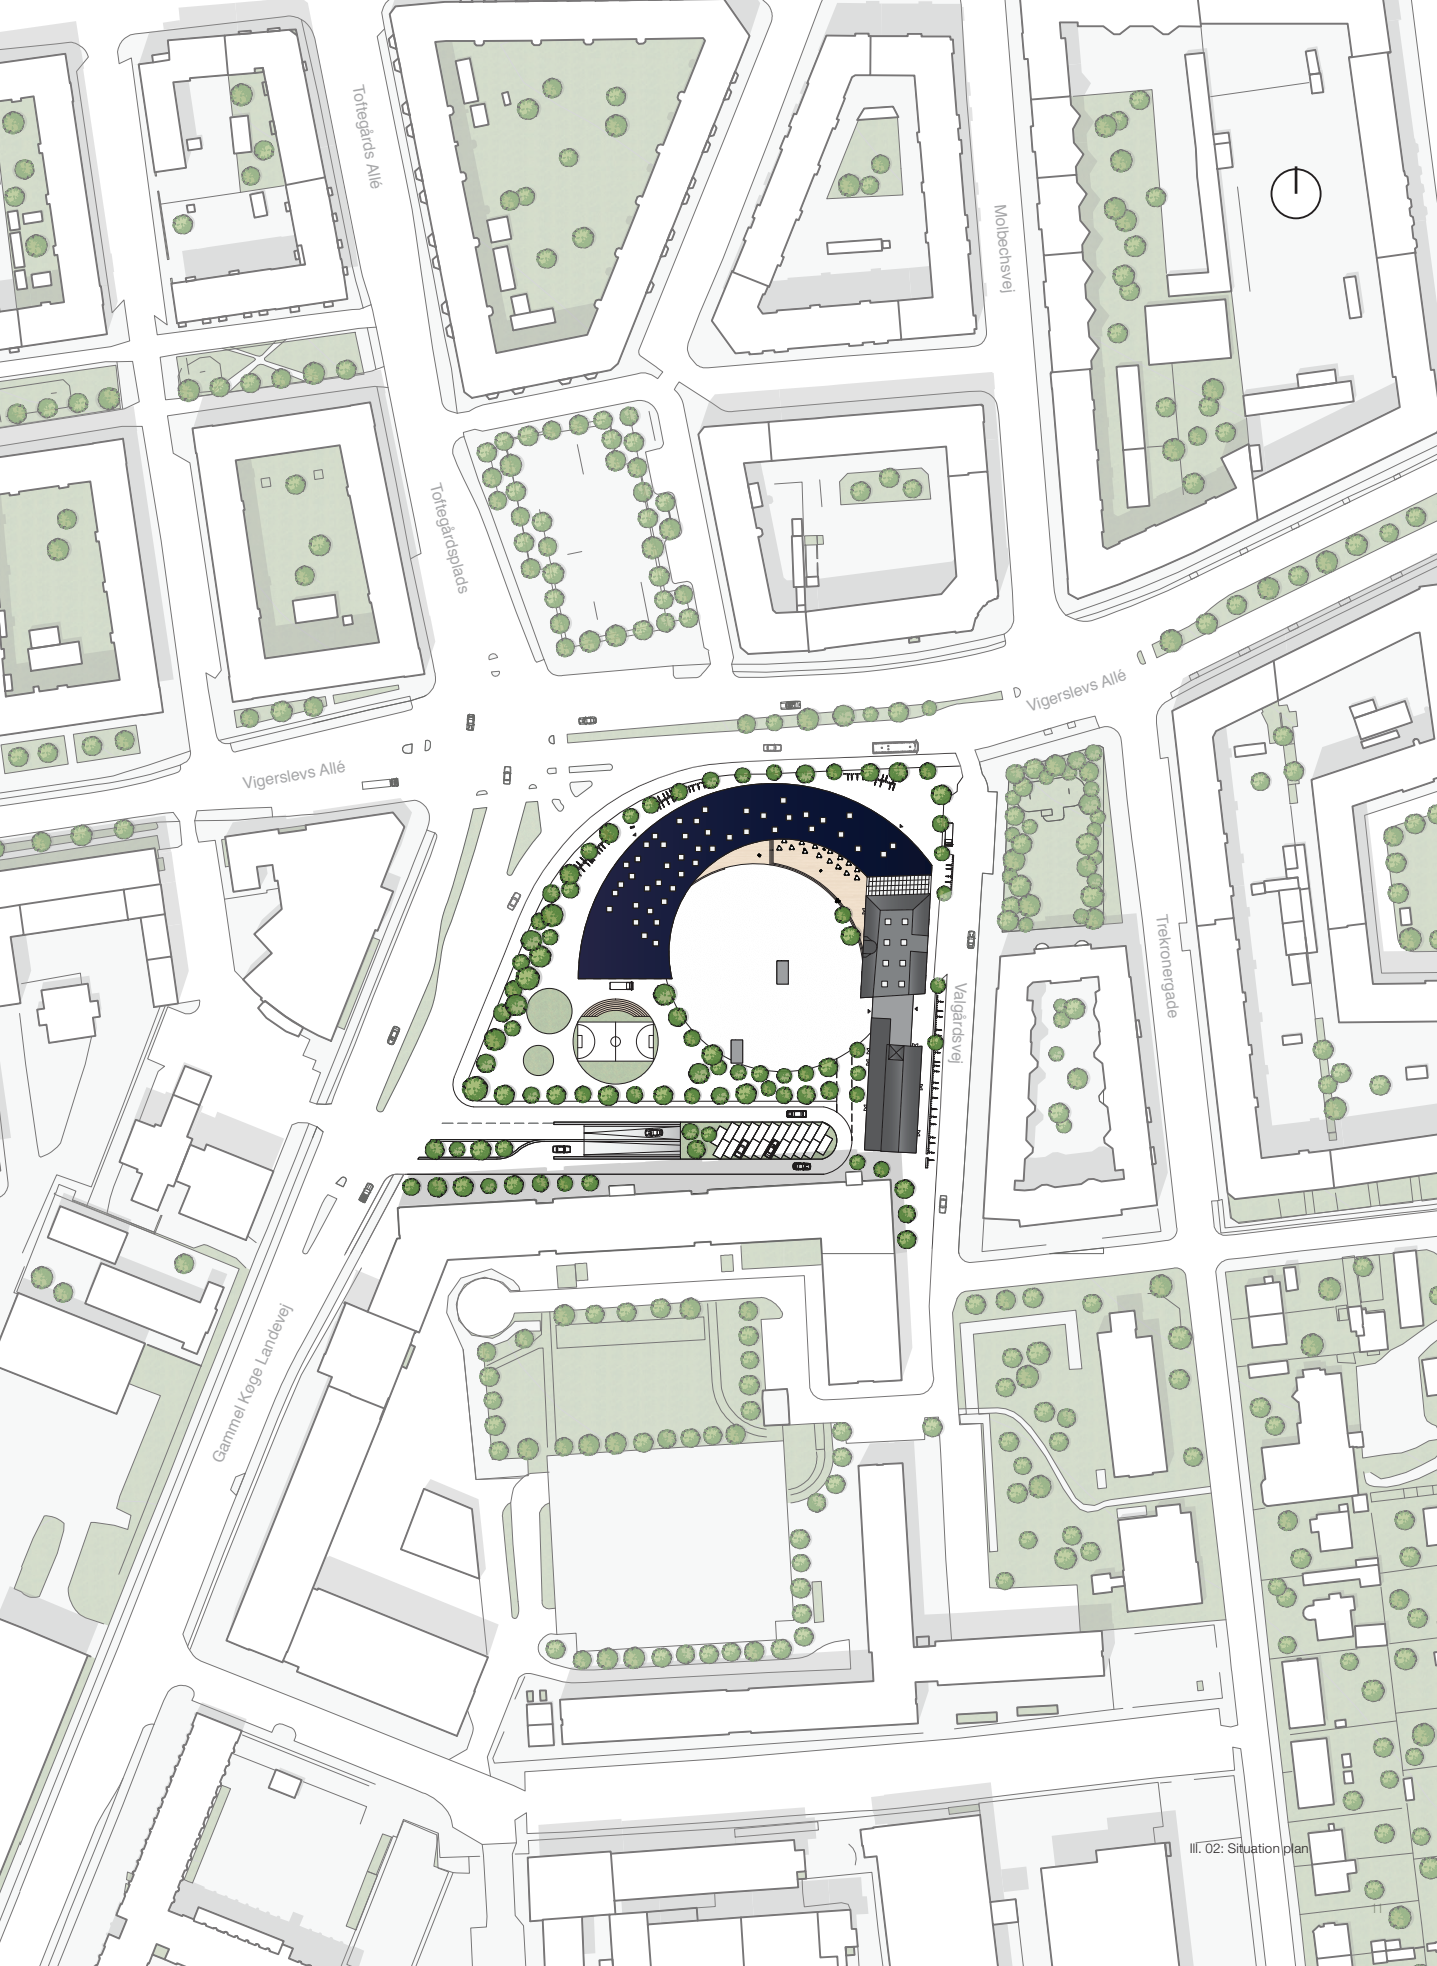 Toftegårds Allé
Molbechsvej
Toftegårdsplads
Vigerslevs Allé
Vigerslevs Allé
Trekronergade
Valgårdsvej
Gammel Køge Landevej
Ill. 02: Situation plan